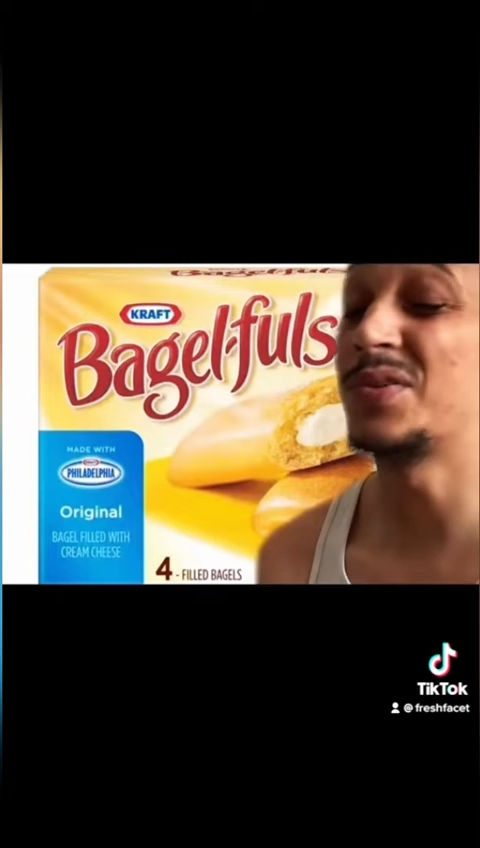 Bagel-fuls
KRAFT
Bagel-fuls
MADE WITH
KRAFT
PHILADELPHIA
Original
BAGEL FILLED WITH
CREAM CHEESE
4 - FILLED BAGELS
TikTok
@freshfacet